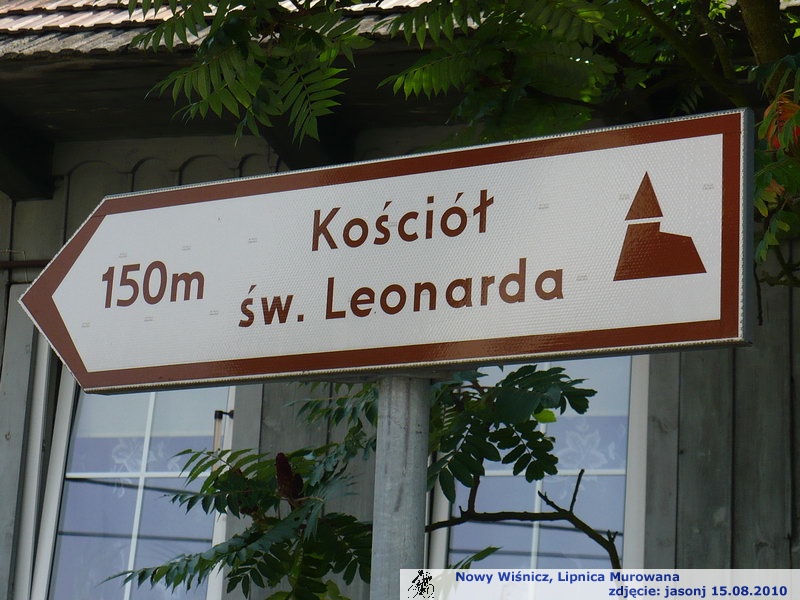 Kościół
150m
św. Leonarda
Nowy Wiśnicz, Lipnica Murowana
zdjęcie: jasonj 15.08.2010